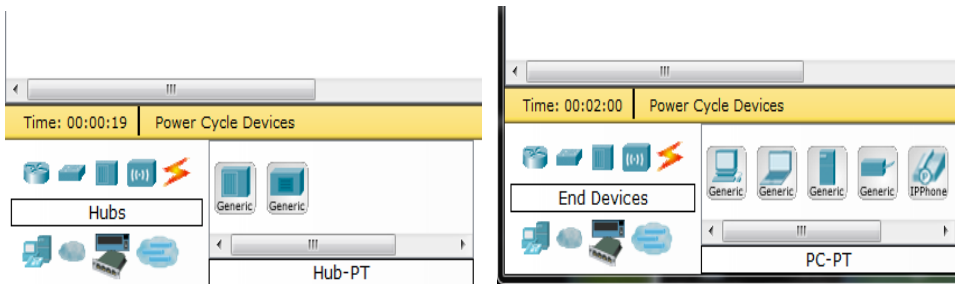 Time: 00:00:19 Power Cycle Devices
Generic Generic
Hubs
Hub-PT
Time: 00:02:00 Power Cycle Devices
Generic Generic Generic Generic IPPhone
End Devices
PC-PT